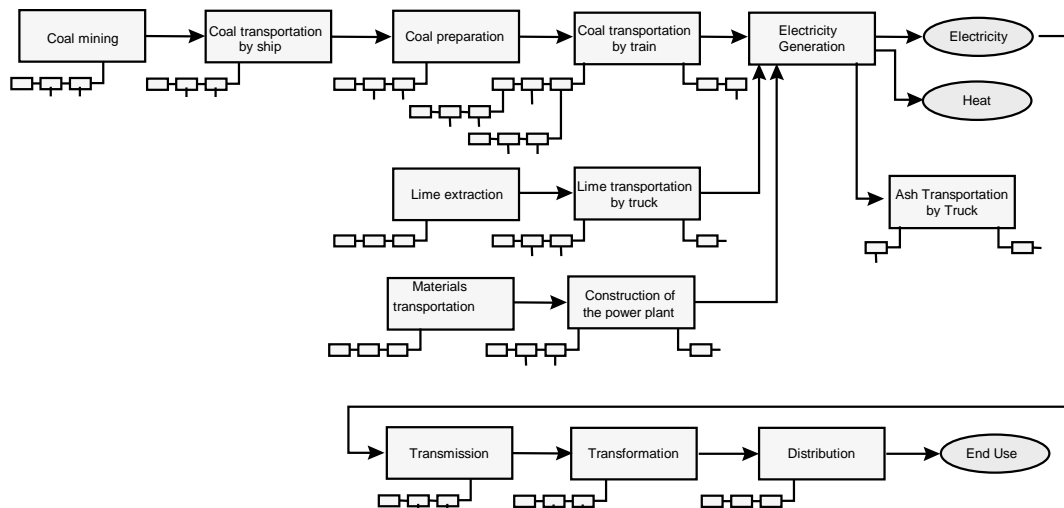 Coal mining
Coal transportation
by ship
Coal preparation
Coal transportation
by train
Electricity
Generation
Electricity
Heat
Lime extraction
Lime transportation
by truck
Ash Transportation
by Truck
Materials
transportation
Construction of
the power plant
Transmission
Transformation
Distribution
End Use